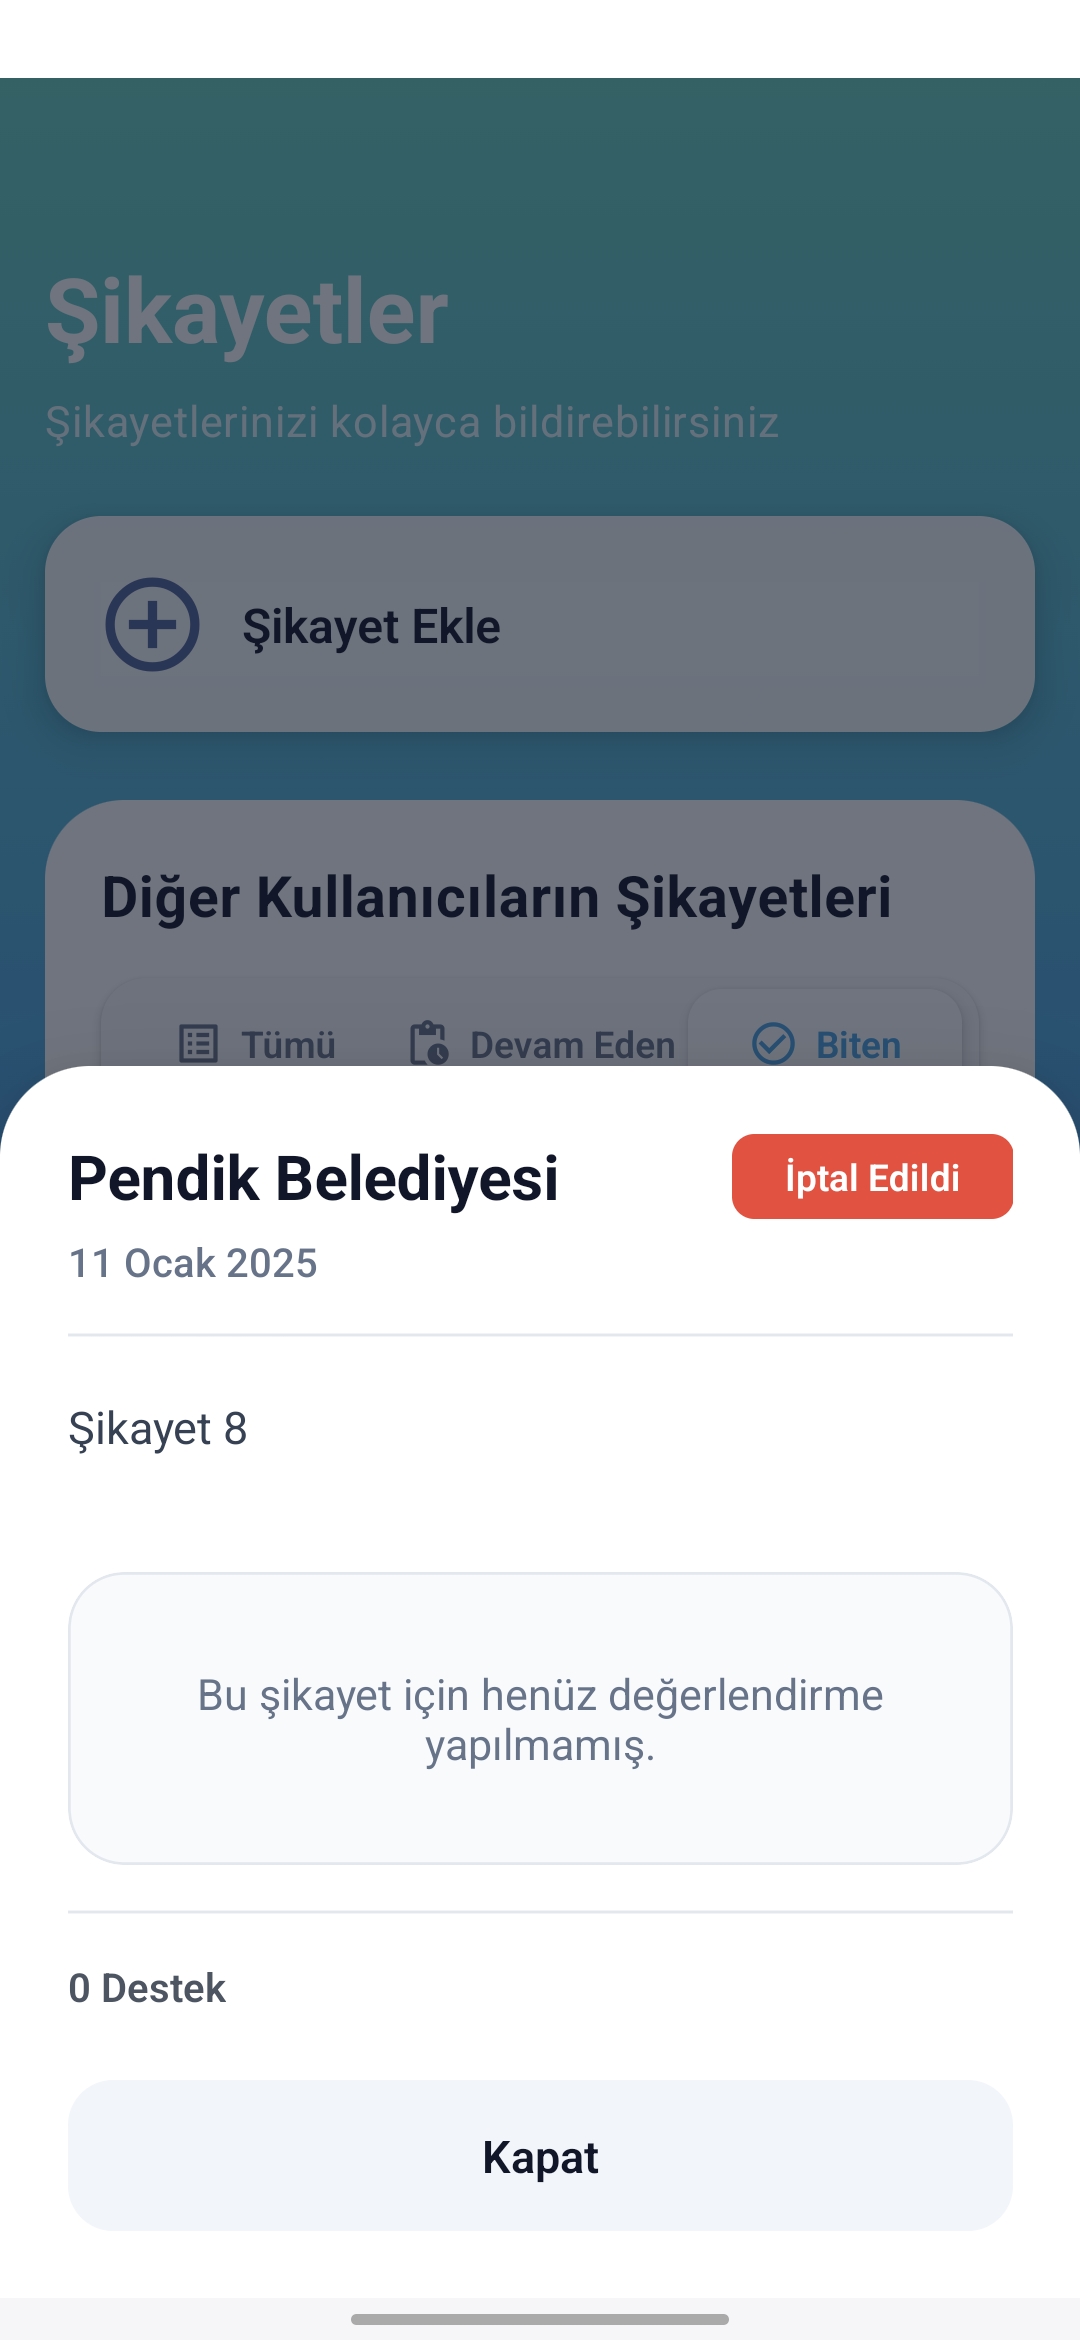 Şikayetler
Şikayetlerinizi kolayca bildirebilirsiniz
Şikayet Ekle
Diğer Kullanıcıların Şikayetleri
Tümü Devam Eden Biten
Pendik Belediyesi İptal Edildi
11 Ocak 2025
Şikayet 8
Bu şikayet için henüz değerlendirme
yapılmamış.
0 Destek
Kapat